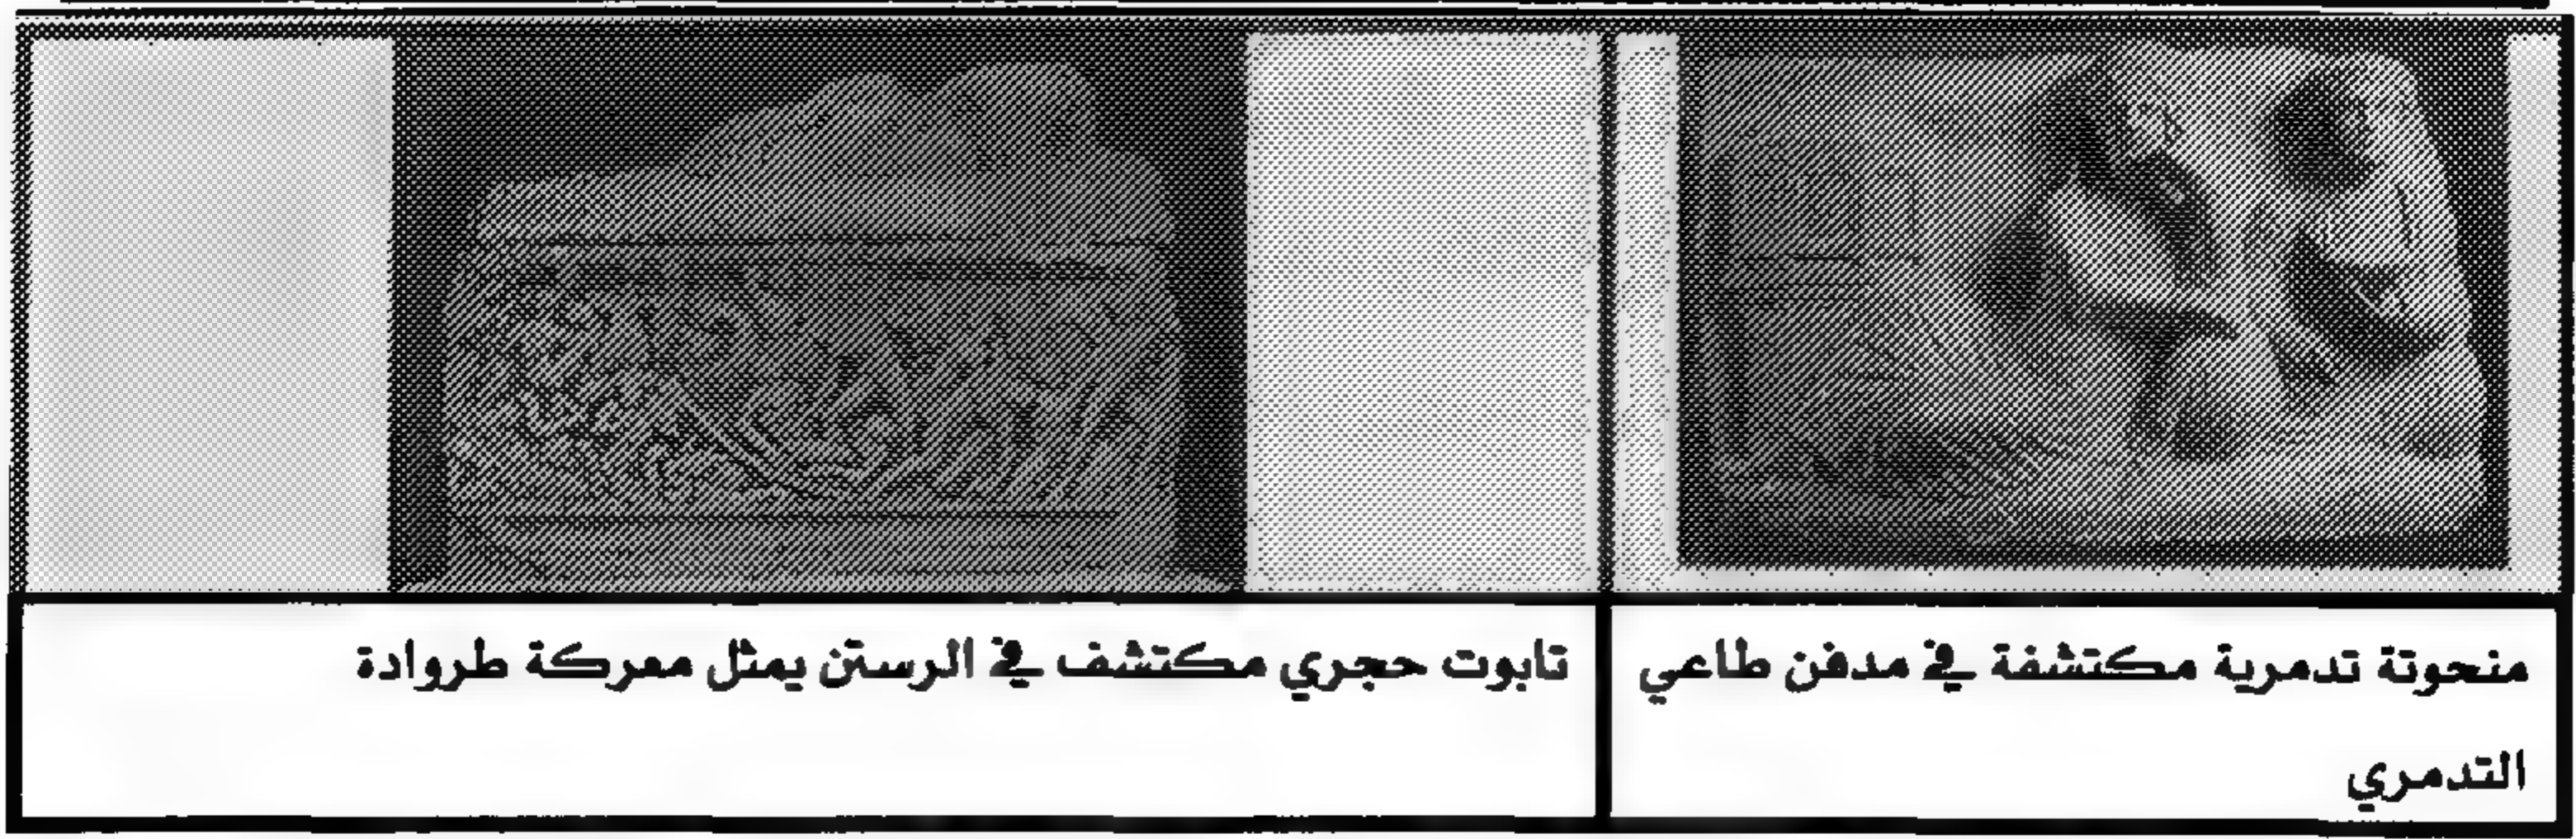 منحوتة تدمرية مكتشفة في مدفن طاعي
التدمري
تابوت حجري مكتشف في الرستن يمثل معركة طروادة